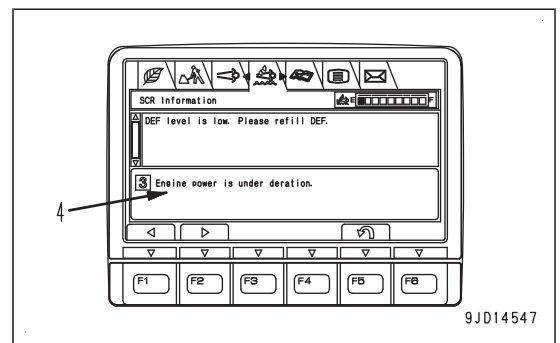 SCR Information
E F
DEF level is low. Please refill DEF.
3 Engine power is under deration.
4
F1 F2 F3 F4 F5 F6
9JD14547